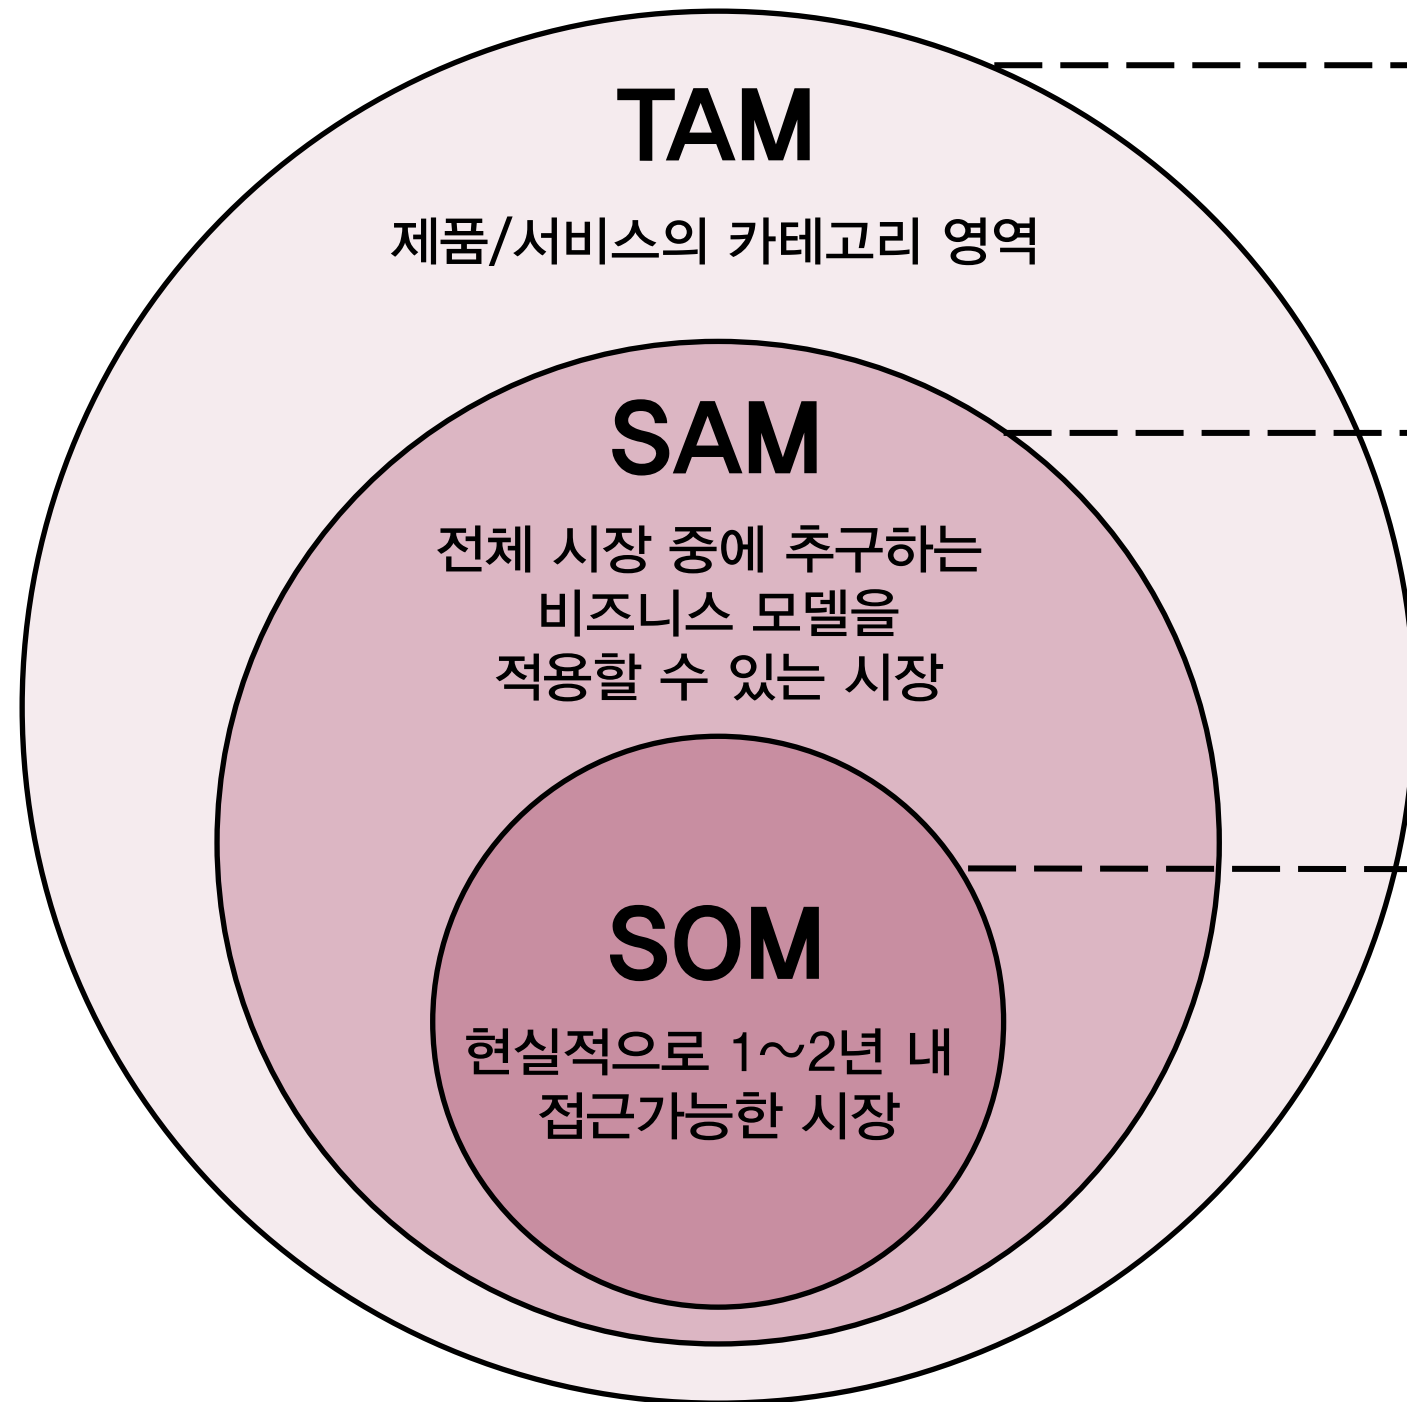 TAM
제품/서비스의 카테고리 영역
SAM
전체 시장 중에 추구하는
비즈니스 모델을
적용할 수 있는 시장
SOM
현실적으로 1~2년 내
접근가능한 시장